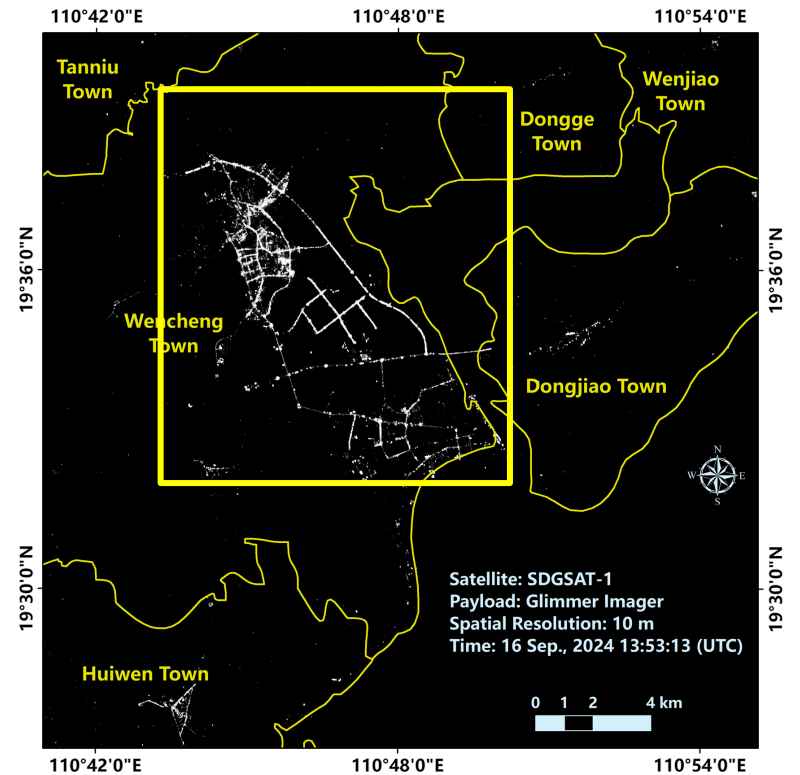 110°42'0"E 110°48'0"E 110°54'0"E
Tanniu
Town
Wenjiao
Town
Dongge
Town
19°36'0"N
19°36'0"N
Wencheng
Town
Dongjiao Town
N
W E
S
19°30'0"N
19°30'0"N
Satellite: SDGSAT-1
Payload: Glimmer Imager
Spatial Resolution: 10 m
Time: 16 Sep., 2024 13:53:13 (UTC)
Huiwen Town
0 1 2 4 km
110°42'0"E 110°48'0"E 110°54'0"E